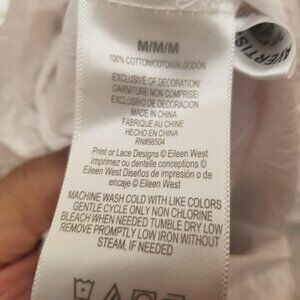 M/M/M
100% COTTON/COTON/ALGODÓN
EXCLUSIVE OF DECORATION/
GARNITURE NON COMPRISE/
EXCLUSIVO DE DECORACION
MADE IN CHINA
FABRIQUE AU CHINE
HECHO EN CHINA
RN#98504
Print or Lace Designs © Eileen West
Imprimez ou dentelle conceptions ©
Eileen West Diseños de impresión o de
encaje © Eileen West
MACHINE WASH COLD WITH LIKE COLORS
GENTLE CYCLE ONLY NON CHLORINE
BLEACH WHEN NEEDED TUMBLE DRY LOW
REMOVE PROMPTLY LOW IRON WITHOUT
STEAM, IF NEEDED